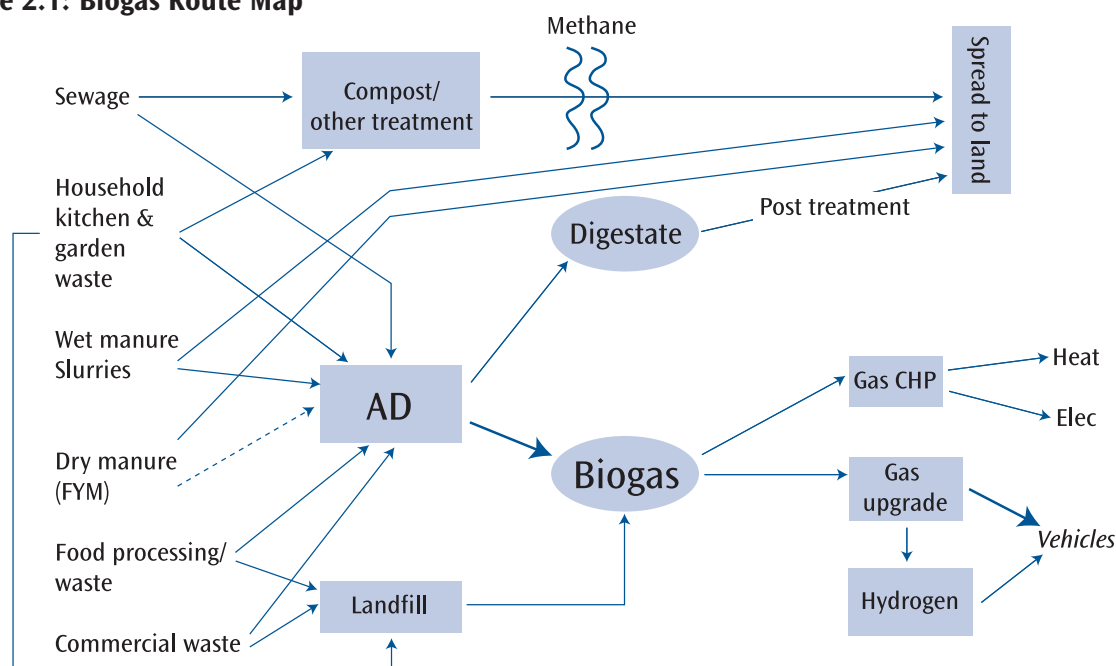 e 2.1: Biogas Route Map
Methane
Sewage
Compost/
other treatment
Spread to land
Household
kitchen &
garden
waste
Digestate
Post treatment
Wet manure
Slurries
AD
Gas CHP
Heat
Elec
Dry manure
(FYM)
Biogas
Gas
upgrade
Vehicles
Food processing/
waste
Landfill
Hydrogen
Commercial waste